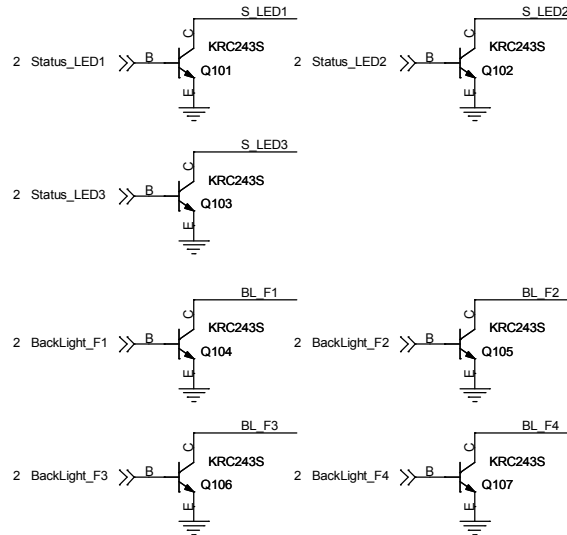 S_LED1
C
KRC243S
2 Status_LED1 B
Q101
E
S_LED2
C
KRC243S
2 Status_LED2 B
Q102
E
S_LED3
C
KRC243S
2 Status_LED3 B
Q103
E
BL_F1
C
KRC243S
2 BackLight_F1 B
Q104
E
BL_F2
C
KRC243S
2 BackLight_F2 B
Q105
E
BL_F3
C
KRC243S
2 BackLight_F3 B
Q106
E
BL_F4
C
KRC243S
2 BackLight_F4 B
Q107
E